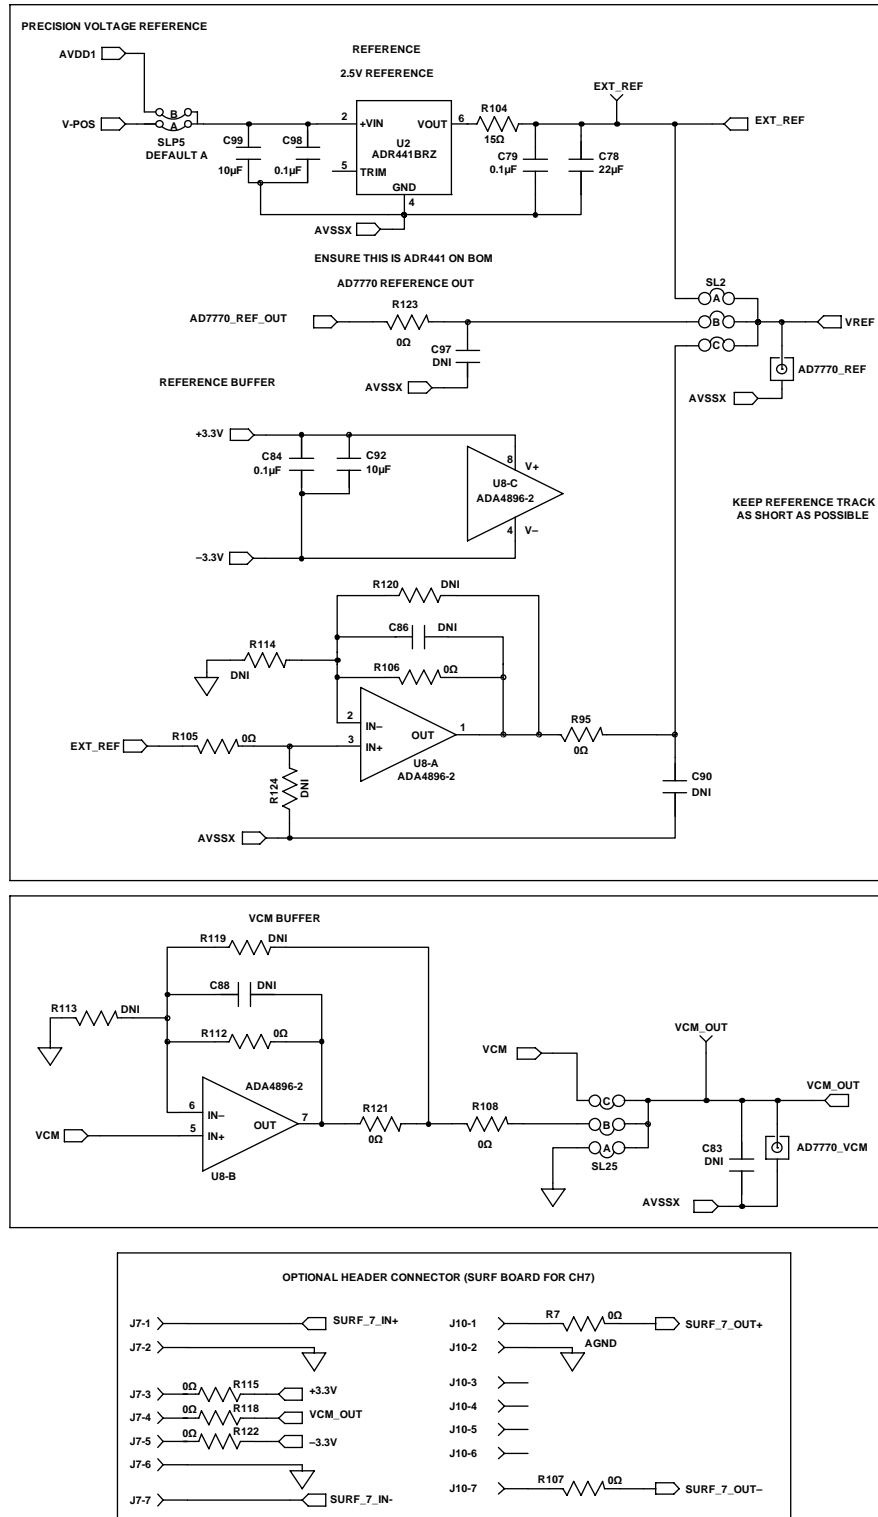 PRECISION VOLTAGE REFERENCE
AVDD1
REFERENCE
2.5V REFERENCE
EXT_REF
V-POS
B
A
SLP5
DEFAULT A
C99
10µF
C98
0.1µF
2
+VIN
VOUT
6
U2
ADR441BRZ
5
TRIM
GND
4
R104
15Ω
C79
0.1µF
C78
22µF
EXT_REF
AVSSX
ENSURE THIS IS ADR441 ON BOM
AD7770 REFERENCE OUT
AD7770_REF_OUT
R123
0Ω
C97
DNI
AVSSX
SL2
A
B
C
VREF
AD7770_REF
AVSSX
REFERENCE BUFFER
+3.3V
C84
0.1µF
C92
10µF
8
V+
U8-C
ADA4896-2
4
V–
–3.3V
KEEP REFERENCE TRACK
AS SHORT AS POSSIBLE
R120
DNI
C86
DNI
R114
DNI
R106
0Ω
2
IN–
OUT
1
3
IN+
U8-A
ADA4896-2
EXT_REF
R105
0Ω
R124
DNI
R95
0Ω
C90
DNI
AVSSX
VCM BUFFER
R119
DNI
C88
DNI
R113
DNI
R112
0Ω
ADA4896-2
6
IN–
OUT
7
VCM
5
IN+
U8-B
R121
0Ω
R108
0Ω
VCM
C
B
A
SL25
VCM_OUT
VCM_OUT
C83
DNI
AD7770_VCM
AVSSX
OPTIONAL HEADER CONNECTOR (SURF BOARD FOR CH7)
J7-1
SURF_7_IN+
J7-2
J7-3
0Ω
R115
+3.3V
J7-4
0Ω
R118
VCM_OUT
J7-5
0Ω
R122
–3.3V
J7-6
J7-7
SURF_7_IN-
J10-1
R7
0Ω
SURF_7_OUT+
J10-2
AGND
J10-3
J10-4
J10-5
J10-6
J10-7
R107
0Ω
SURF_7_OUT–